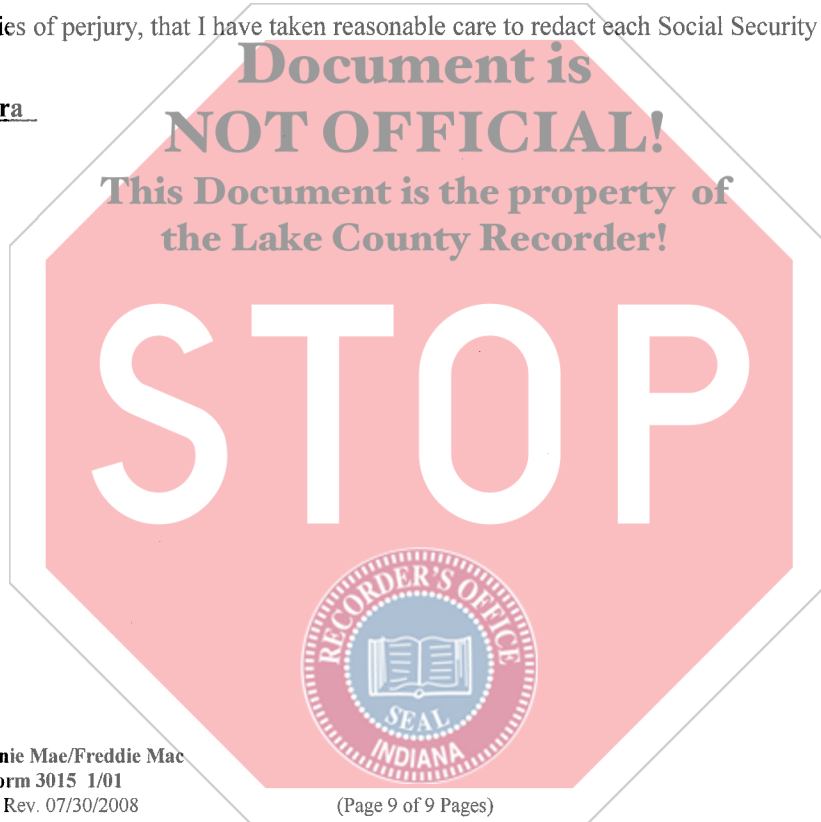 ies of perjury, that I have taken reasonable care to redact each Social Security
Document is
ra
NOT OFFICIAL!
This Document is the property of
the Lake County Recorder!
STOP
RECORDER'S OFFICE
SEAL
INDIANA
nie Mae/Freddie Mac
orm 3015 1/01
Rev. 07/30/2008
(Page 9 of 9 Pages)